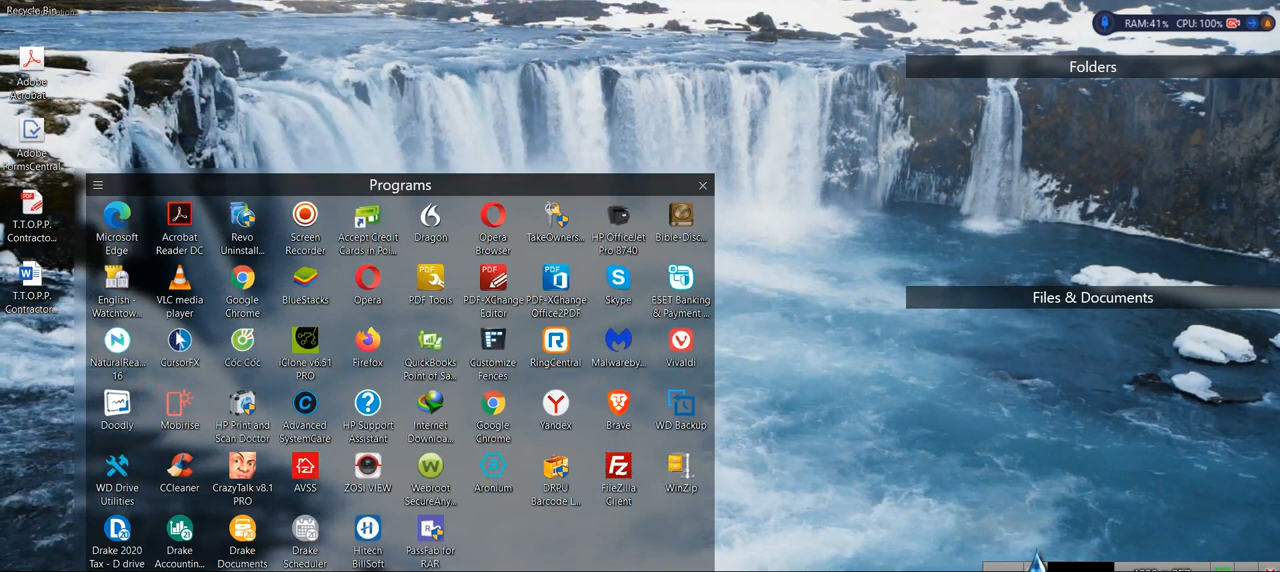 Recycle Bin
RAM:41% CPU:100%
Folders
Adobe
Acrobat...
Adobe
FormsCentral
T.T.O.P.P.
Contracto...
T.T.O.P.P.
Contractor...
Programs
Microsoft
Edge
Acrobat
Reader DC
Revo
Uninstall...
Screen
Recorder
Accept Credit
Cards in Poi...
Dragon
Opera
Browser
TakeOwners...
HP OfficeJet
Pro 8740
Bible-Disc...
English -
Watchtow...
VLC media
player
Google
Chrome
BlueStacks
Opera
PDF
PDF Tools
PDF
PDF-XChange
Editor
PDF
PDF-XChange
Office2PDF
Skype
ESET Banking
& Payment ...
NaturalRea...
16
CursorFX
Cốc Cốc
iClone v6.51
PRO
Firefox
QuickBooks
Point of Sa...
Customize
Fences
RingCentral
Malwareby...
Vivaldi
Doodly
Mobirise
HP Print and
Scan Doctor
Advanced
SystemCare
HP Support
Assistant
Internet
Downloa...
Google
Chrome
Yandex
Brave
WD Backup
WD Drive
Utilities
CCleaner
CrazyTalk v8.1
PRO
AVSS
ZOSI VIEW
Webroot
SecureAny...
Aronium
DRPU
Barcode L...
FileZilla
Client
WinZip
Drake 2020
Tax - D drive
Drake
Accountin...
Drake
Documents
Drake
Scheduler
Hitech
BillSoft
PassFab for
RAR
Files & Documents